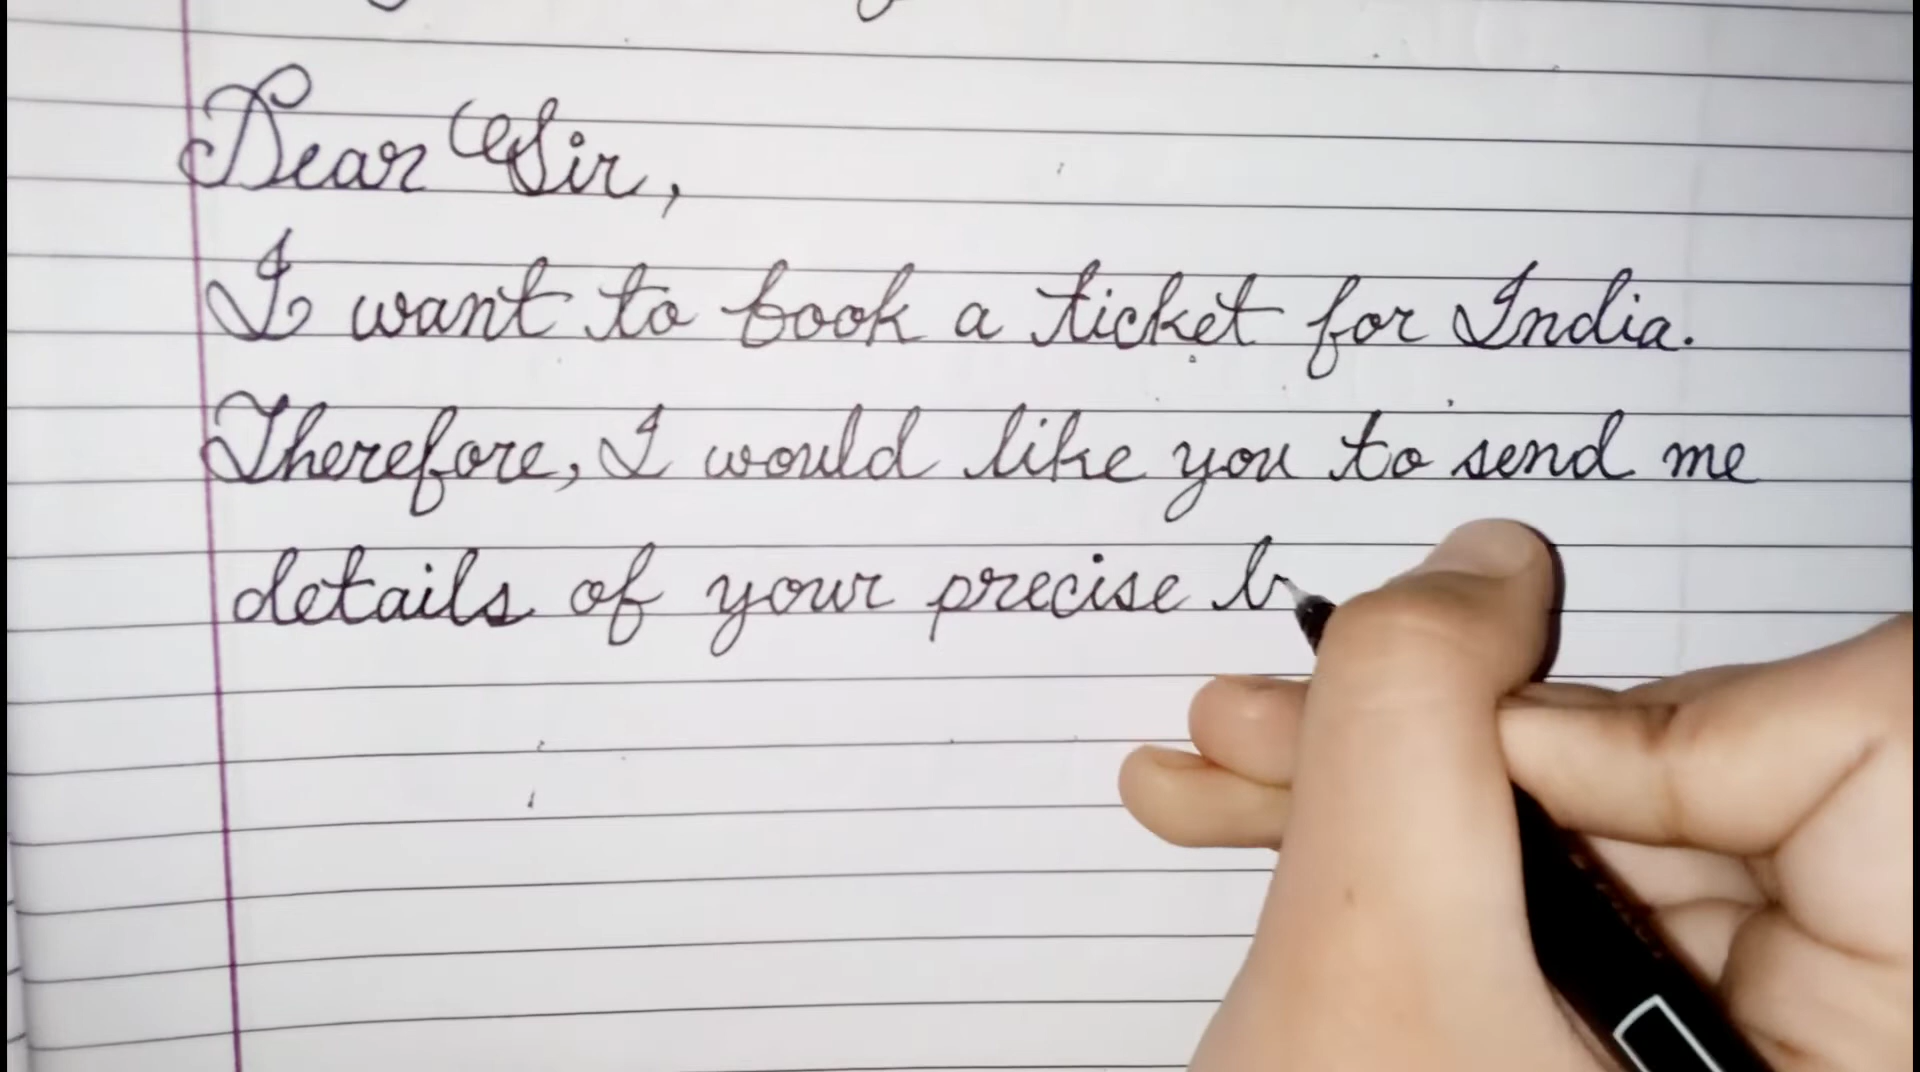 Dear Sir,
I want to book a ticket for India.
Therefore, I would like you to send me
details of your precise